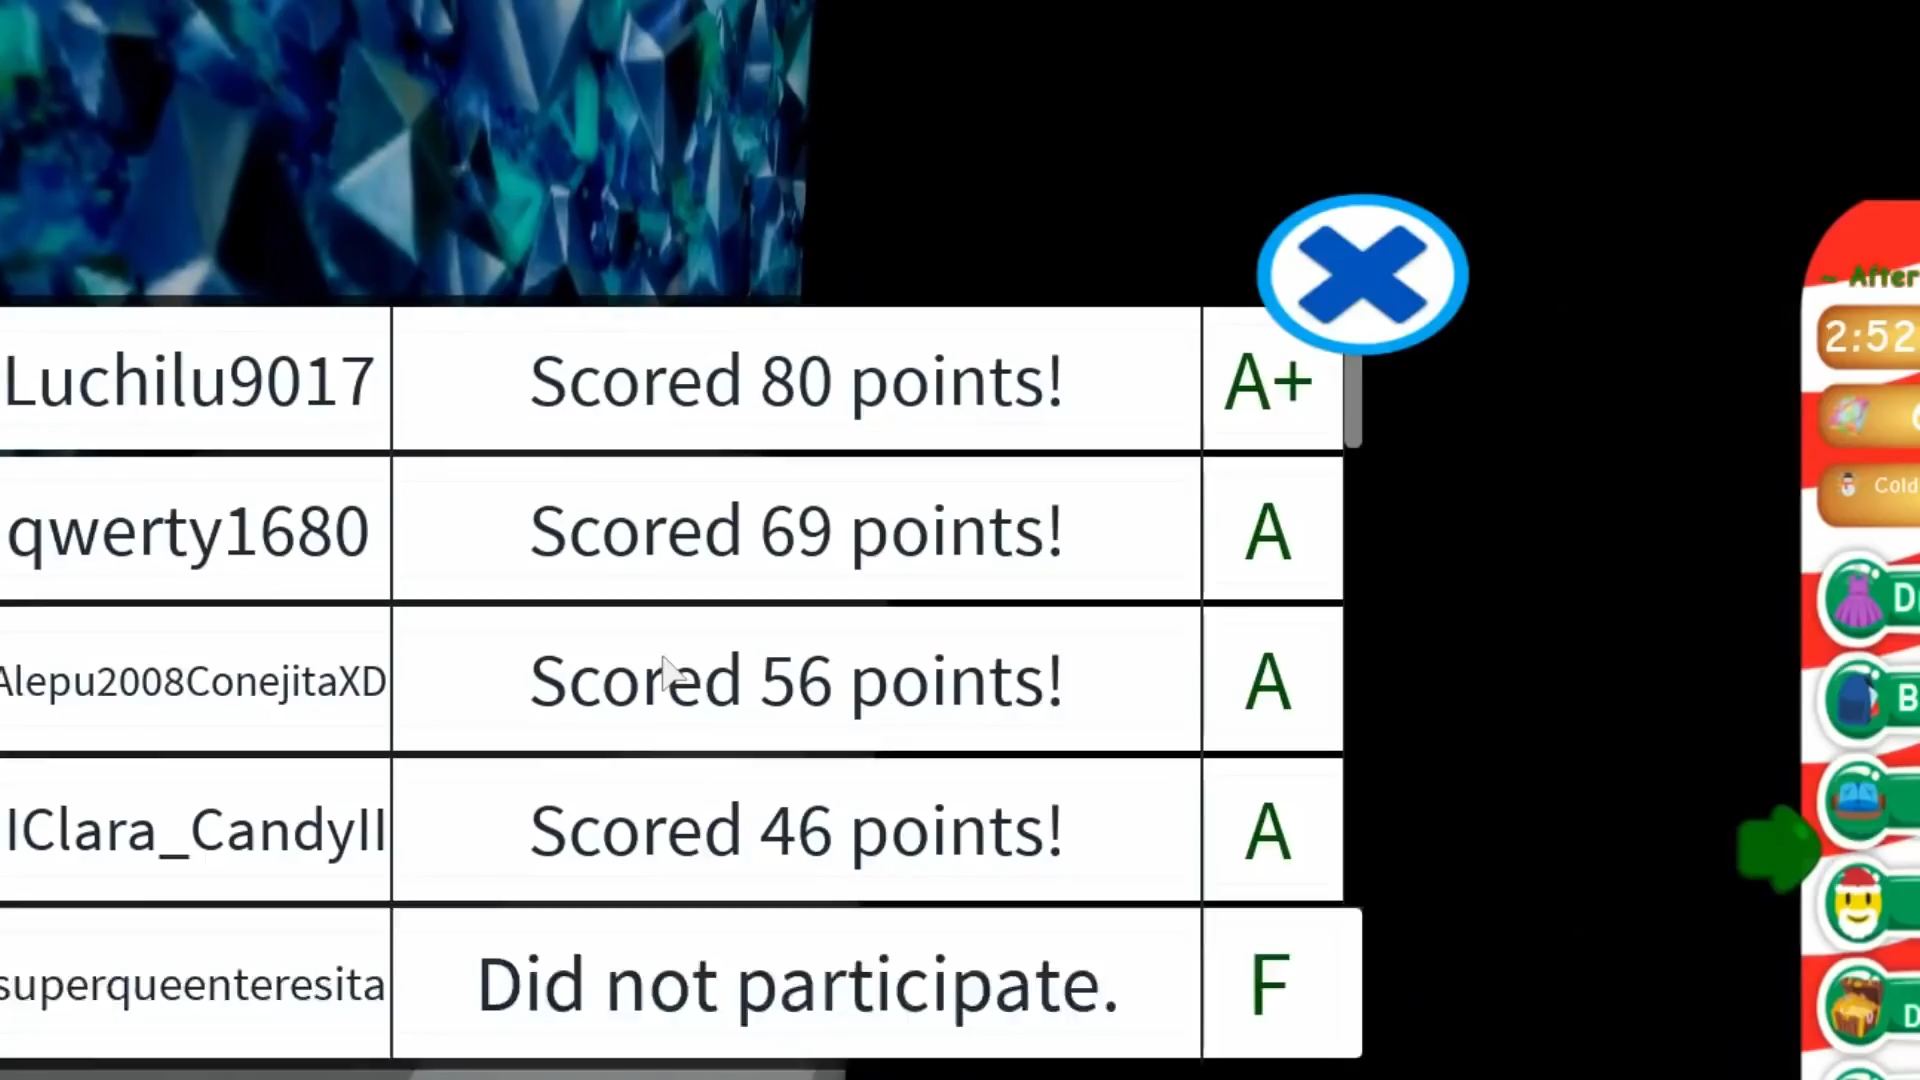 Luchilu9017 Scored 80 points! A+
qwerty1680 Scored 69 points! A
Alepu2008ConejitaXD Scored 56 points! A
IClara_CandyII Scored 46 points! A
superqueenteresita Did not participate. F
~ After
2:52
Cold
D
B
D